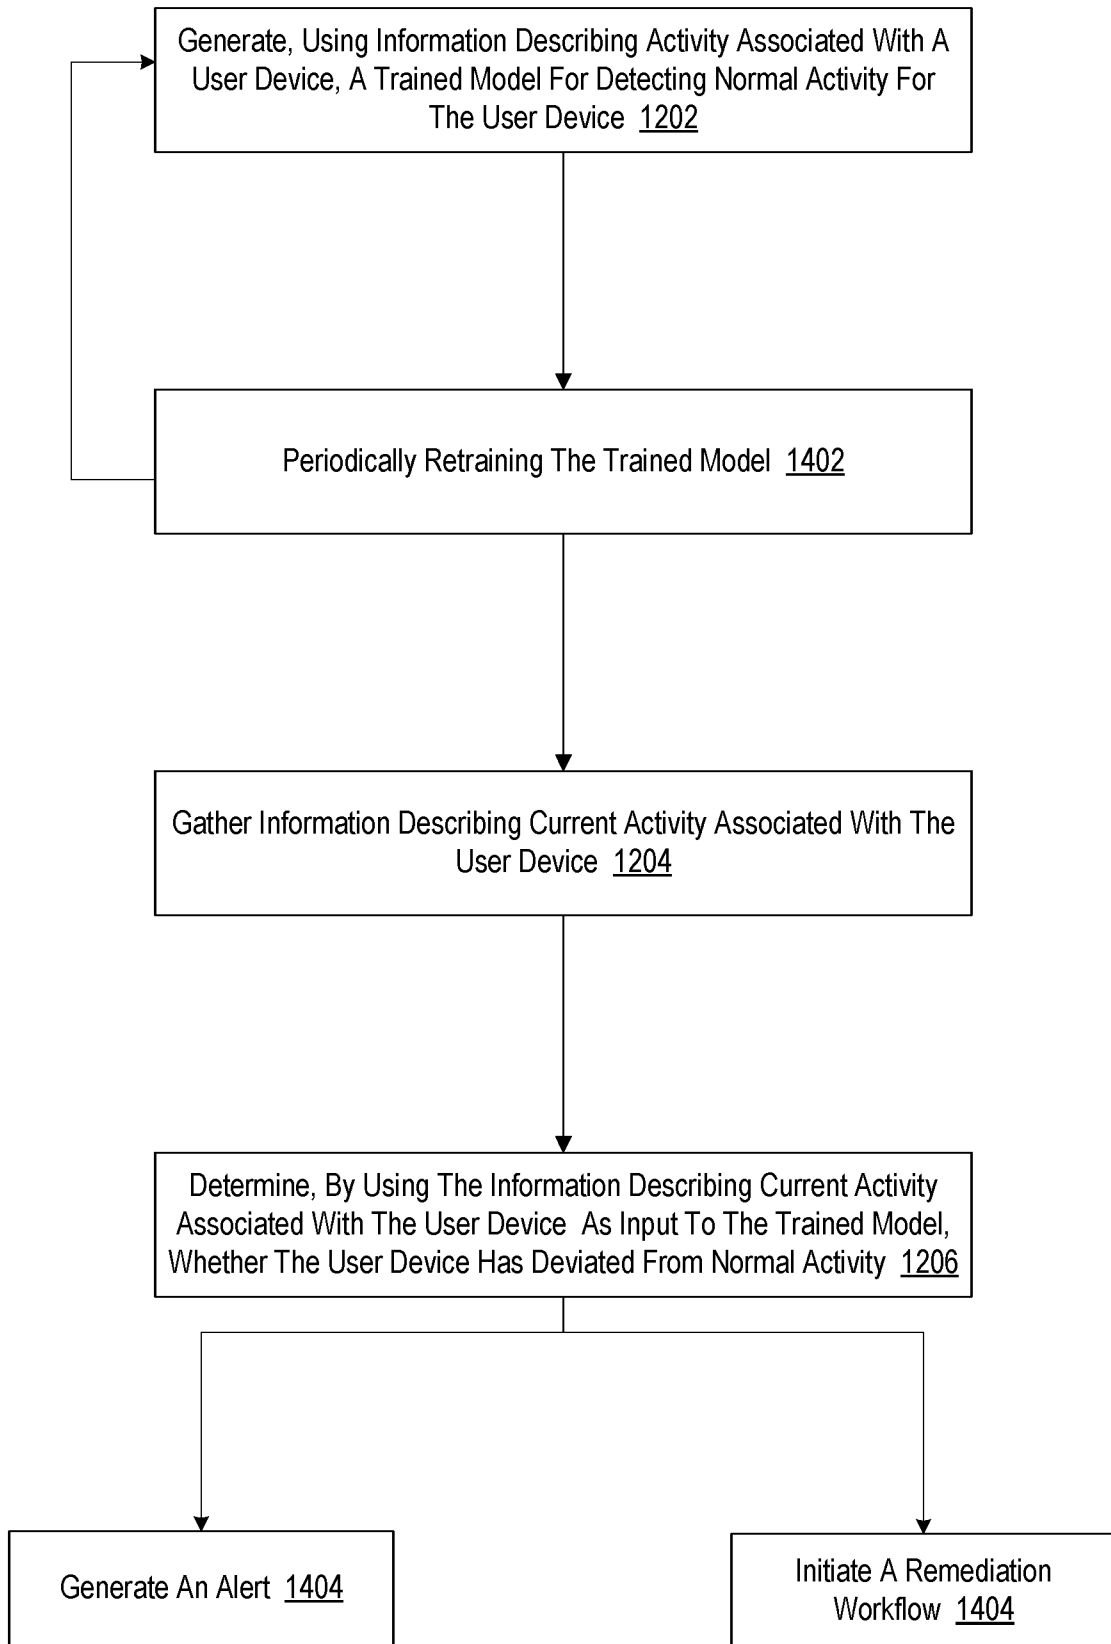 Generate, Using Information Describing Activity Associated With A
User Device, A Trained Model For Detecting Normal Activity For
The User Device 1202
Periodically Retraining The Trained Model 1402
Gather Information Describing Current Activity Associated With The
User Device 1204
Determine, By Using The Information Describing Current Activity
Associated With The User Device As Input To The Trained Model,
Whether The User Device Has Deviated From Normal Activity 1206
Generate An Alert 1404
Initiate A Remediation
Workflow 1404